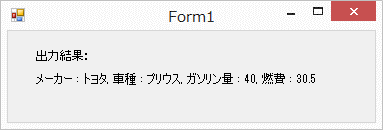 Form1
出力結果:
メーカー : トヨタ, 車種 : プリウス, ガソリン量 : 40, 燃費 : 30.5